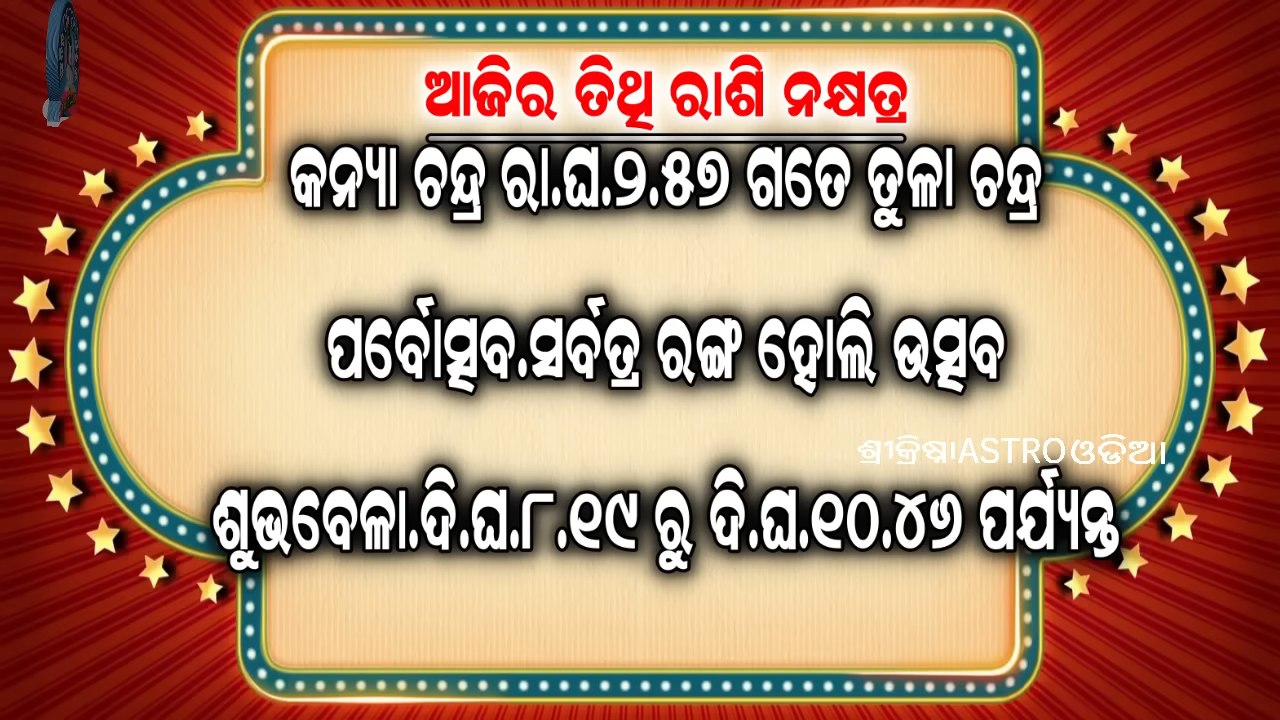 ଆଜିର ତିଥି ରାଶି ନକ୍ଷତ୍ର
କନ୍ୟା ଚନ୍ଦ୍ର ରା.ଘ.୨.୫୭ ଗତେ ତୁଳା ଚନ୍ଦ୍ର
ପର୍ବୋତ୍ସବ.ସର୍ବତ୍ର ରଙ୍ଗ ହୋଲି ଉତ୍ସବ
ଶ୍ରୀକ୍ରିଷ୍ନା ASTRO ଓଡିଆ
ଶୁଭବେଳା.ଦି.ଘ.୮.୧୯ ରୁ ଦି.ଘ.୧୦.୪୬ ପର୍ଯ୍ୟନ୍ତ